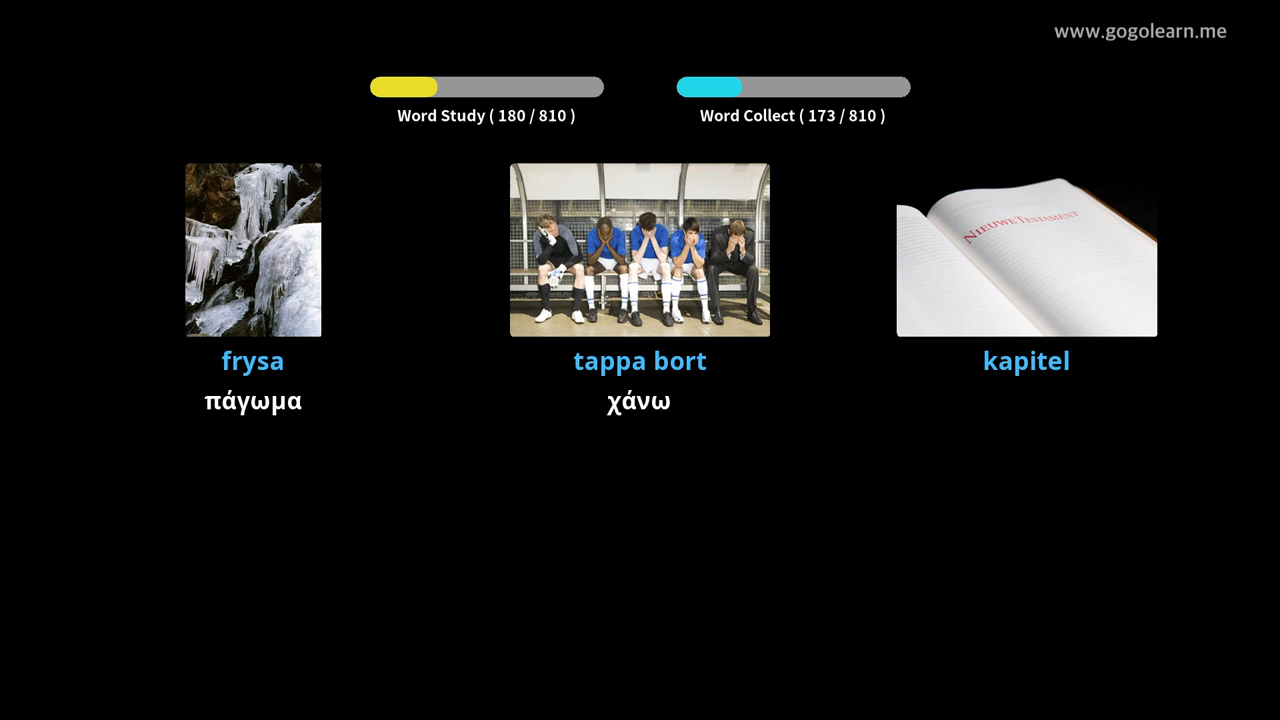 www.gogolearn.me
Word Study ( 180 / 810 )
Word Collect ( 173 / 810 )
NIEUWE TESTAMENT
frysa
tappa bort
kapitel
πάγωμα
χάνω